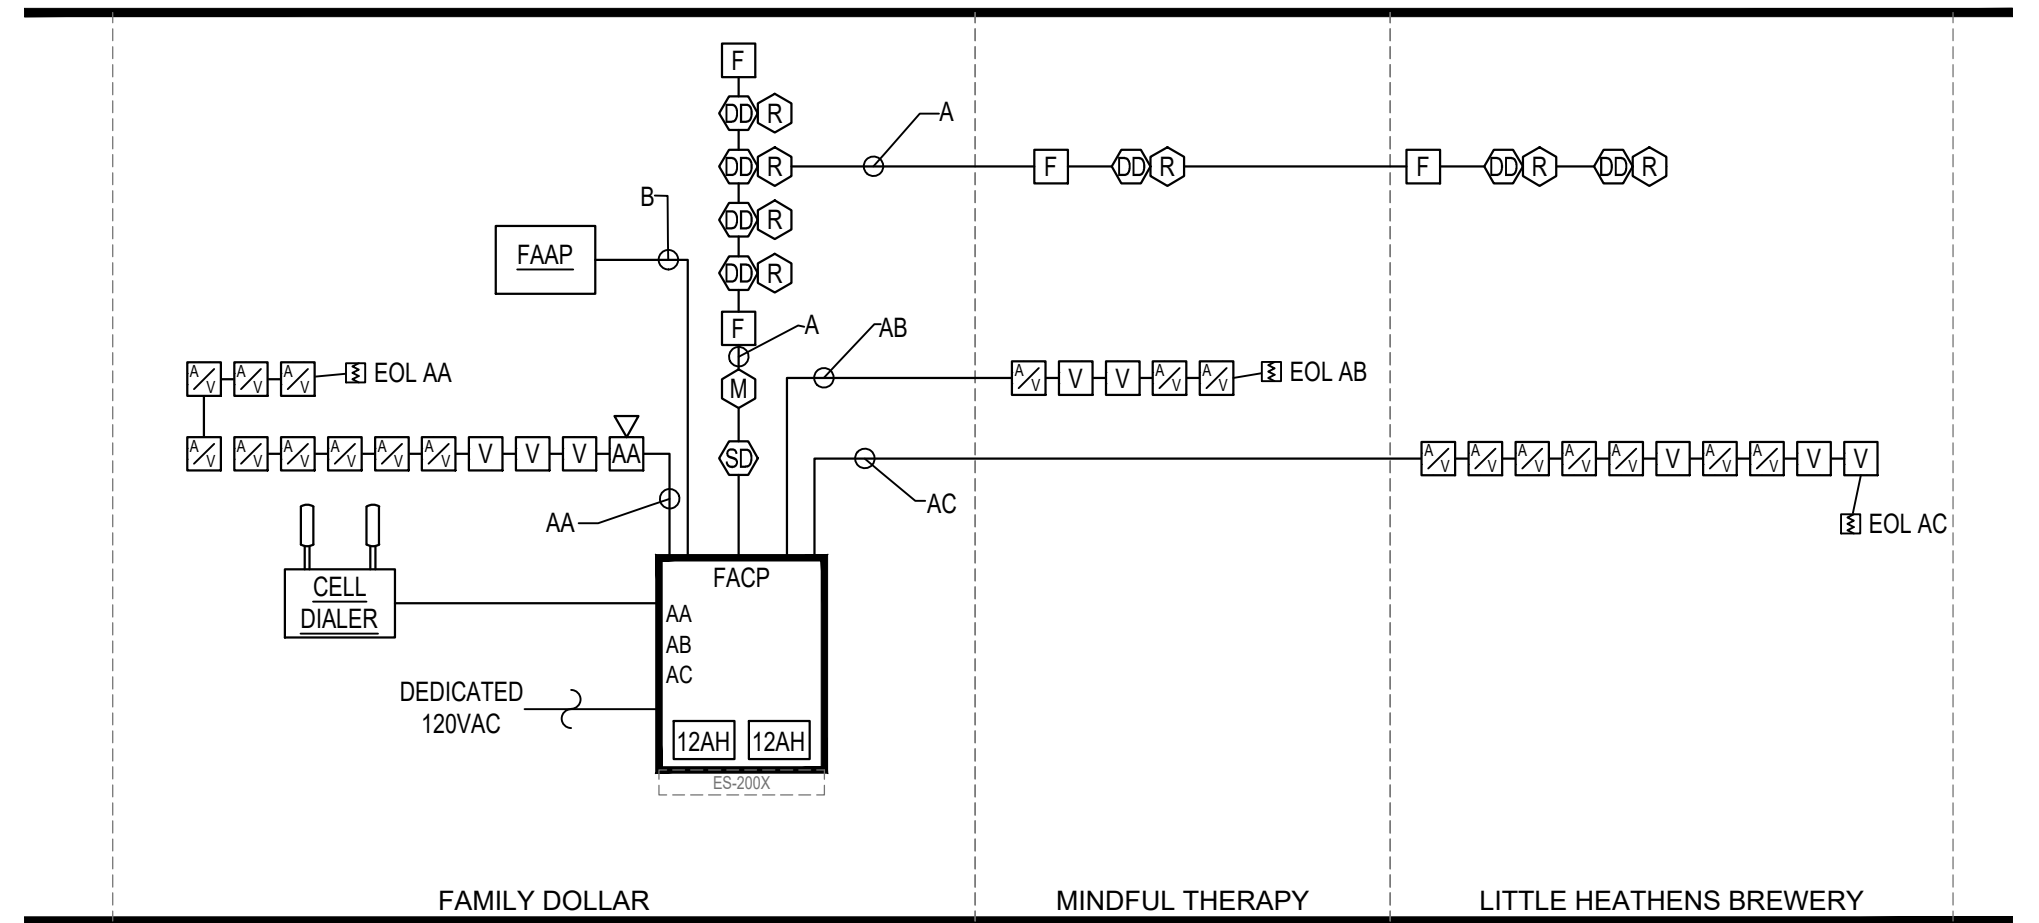 F
DD R
A
DD R F DD R F DD R DD R
B
DD R
FAAP
DD R
F
A
AB
A/V A/V A/V EOL AA
M
A/V V V A/V A/V EOL AB
A/V A/V A/V A/V A/V A/V V V V AA
SD
A/V A/V A/V A/V A/V V A/V A/V V V
AC
AA
EOL AC
FACP
CELL
DIALER
AA
AB
AC
DEDICATED
120VAC
12AH 12AH
ES-200X
FAMILY DOLLAR MINDFUL THERAPY LITTLE HEATHENS BREWERY